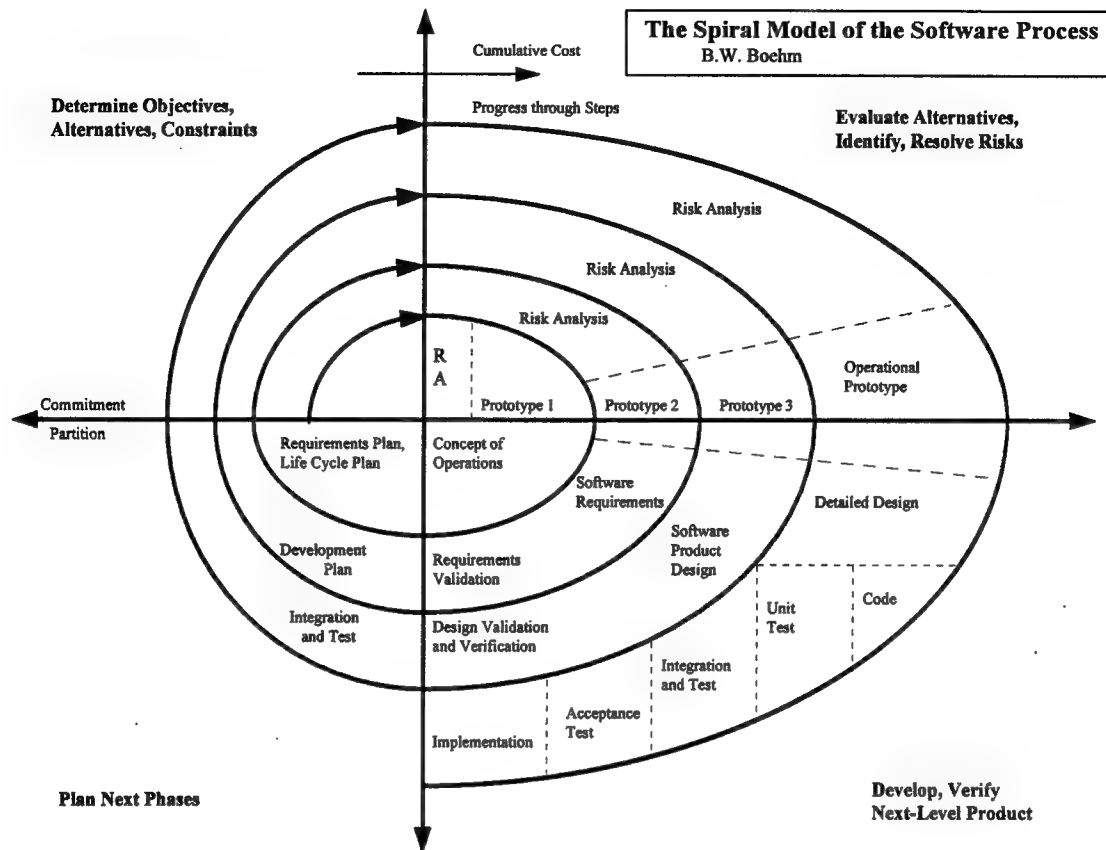 The Spiral Model of the Software Process
B.W. Boehm
Cumulative Cost
Progress through Steps
Determine Objectives,
Alternatives, Constraints
Evaluate Alternatives,
Identify, Resolve Risks
Risk Analysis
Risk Analysis
Risk Analysis
R
A
Operational
Prototype
Prototype 1
Prototype 2
Prototype 3
Commitment
Partition
Requirements Plan,
Life Cycle Plan
Concept of
Operations
Software
Requirements
Detailed Design
Software
Product
Design
Development
Plan
Requirements
Validation
Integration
and Test
Design Validation
and Verification
Unit
Test
Code
Integration
and Test
Acceptance
Test
Implementation
Plan Next Phases
Develop, Verify
Next-Level Product